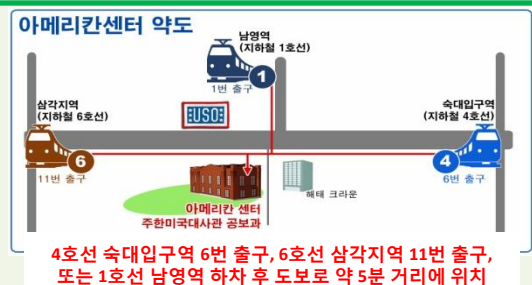 아메리칸센터 약도
남영역
(지하철 1호선)
1
1번 출구
삼각지역
(지하철 6호선)
USO
숙대입구역
(지하철 4호선)
6
11번 출구
4
6번 출구
해태 크라운
아메리칸 센터
주한미국대사관 공보과
4호선 숙대입구역 6번 출구, 6호선 삼각지역 11번 출구,
또는 1호선 남영역 하차 후 도보로 약 5분 거리에 위치